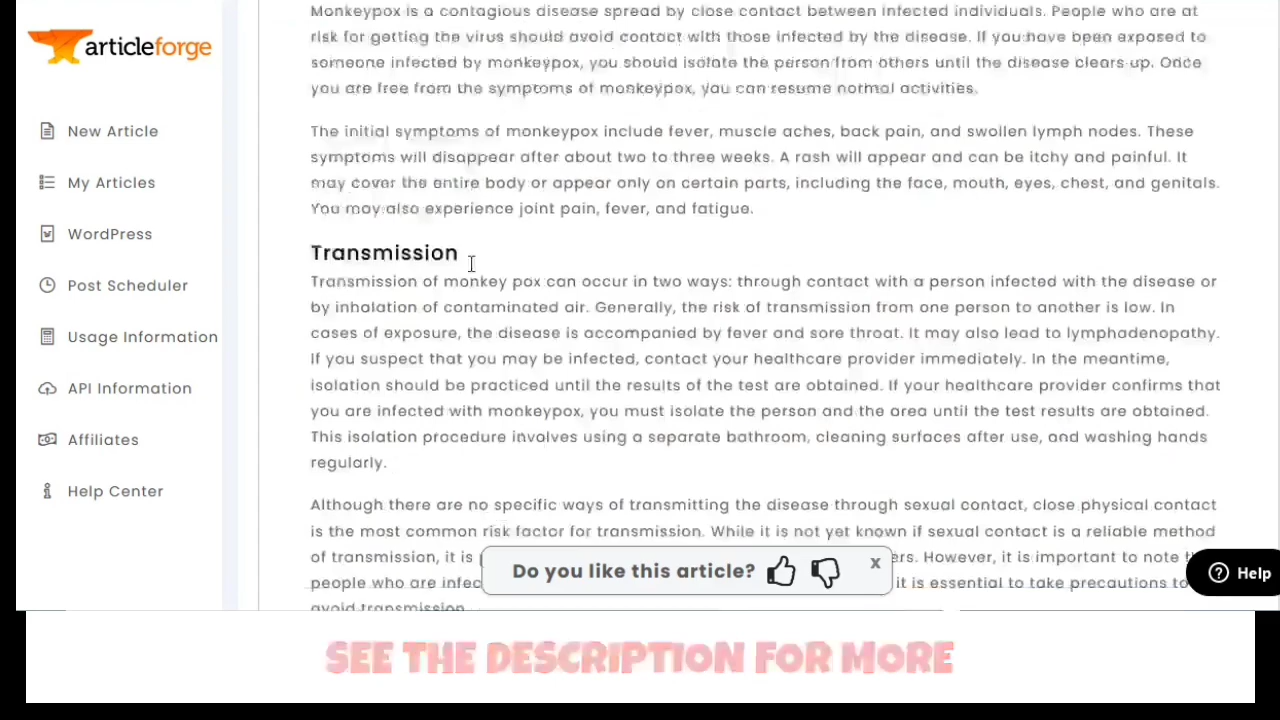 articleforge
New Article
My Articles
WordPress
Post Scheduler
Usage Information
API Information
Affiliates
Help Center
Monkeypox is a contagious disease spread by close contact between infected individuals. People who are at
risk for getting the virus should avoid contact with those infected by the disease. If you have been exposed to
someone infected by monkeypox, you should isolate the person from others until the disease clears up. Once
you are free from the symptoms of monkeypox, you can resume normal activities.
The initial symptoms of monkeypox include fever, muscle aches, back pain, and swollen lymph nodes. These
symptoms will disappear after about two to three weeks. A rash will appear and can be itchy and painful. It
may cover the entire body or appear only on certain parts, including the face, mouth, eyes, chest, and genitals.
You may also experience joint pain, fever, and fatigue.
Transmission
Transmission of monkey pox can occur in two ways: through contact with a person infected with the disease or
by inhalation of contaminated air. Generally, the risk of transmission from one person to another is low. In
cases of exposure, the disease is accompanied by fever and sore throat. It may also lead to lymphadenopathy.
If you suspect that you may be infected, contact your healthcare provider immediately. In the meantime,
isolation should be practiced until the results of the test are obtained. If your healthcare provider confirms that
you are infected with monkeypox, you must isolate the person and the area until the test results are obtained.
This isolation procedure involves using a separate bathroom, cleaning surfaces after use, and washing hands
regularly.
Although there are no specific ways of transmitting the disease through sexual contact, close physical contact
is the most common risk factor for transmission. While it is not yet known if sexual contact is a reliable method
of transmission, it is ers. However, it is important to note
people who are infec it is essential to take precautions to
avoid transmission
Do you like this article? x
Help
SEE THE DESCRIPTION FOR MORE